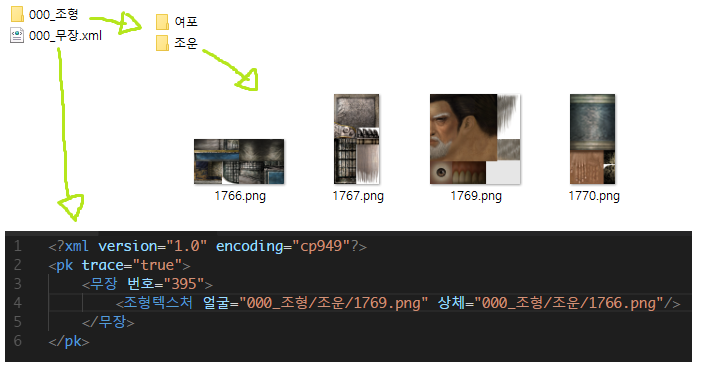 000_조형
000_무장.xml
여포
조운
1766.png
1767.png
1769.png
1770.png
1 <?xml version="1.0" encoding="cp949"?>
2 <pk trace="true">
3 <무장 번호="395">
4 <조형텍스처 얼굴="000_조형/조운/1769.png" 상체="000_조형/조운/1766.png"/>
5 </무장>
6 </pk>